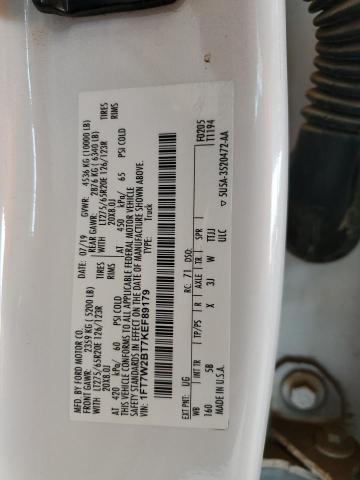 MFD. BY FORD MOTOR CO.
DATE: 07/19 GVWR: 4536 KG (10000 LB)
FRONT GAWR: 2359 KG ( 5200 LB) REAR GAWR: 2876 KG ( 6340 LB)
WITH LT275/65R20E 126/123R TIRES LT275/65R20E 126/123R TIRES
20X8.0J RIMS 20X8.0J RIMS
AT 420 kPa/ 60 PSI COLD AT 450 kPa/ 65 PSI COLD
THIS VEHICLE CONFORMS TO ALL APPLICABLE FEDERAL MOTOR VEHICLE
SAFETY STANDARDS IN EFFECT ON THE DATE OF MANUFACTURE SHOWN ABOVE.
VIN: 1FT7W2BT7KEF89179
TYPE: Truck
F0205
T1194
EXT PNT: UG RC: 71 DSO:
WB INT TR TP/PS R AXLE TR SPR
160 5B X 3J W TTJJ
MADE IN U.S.A. ULC
5U5A-3520472-AA